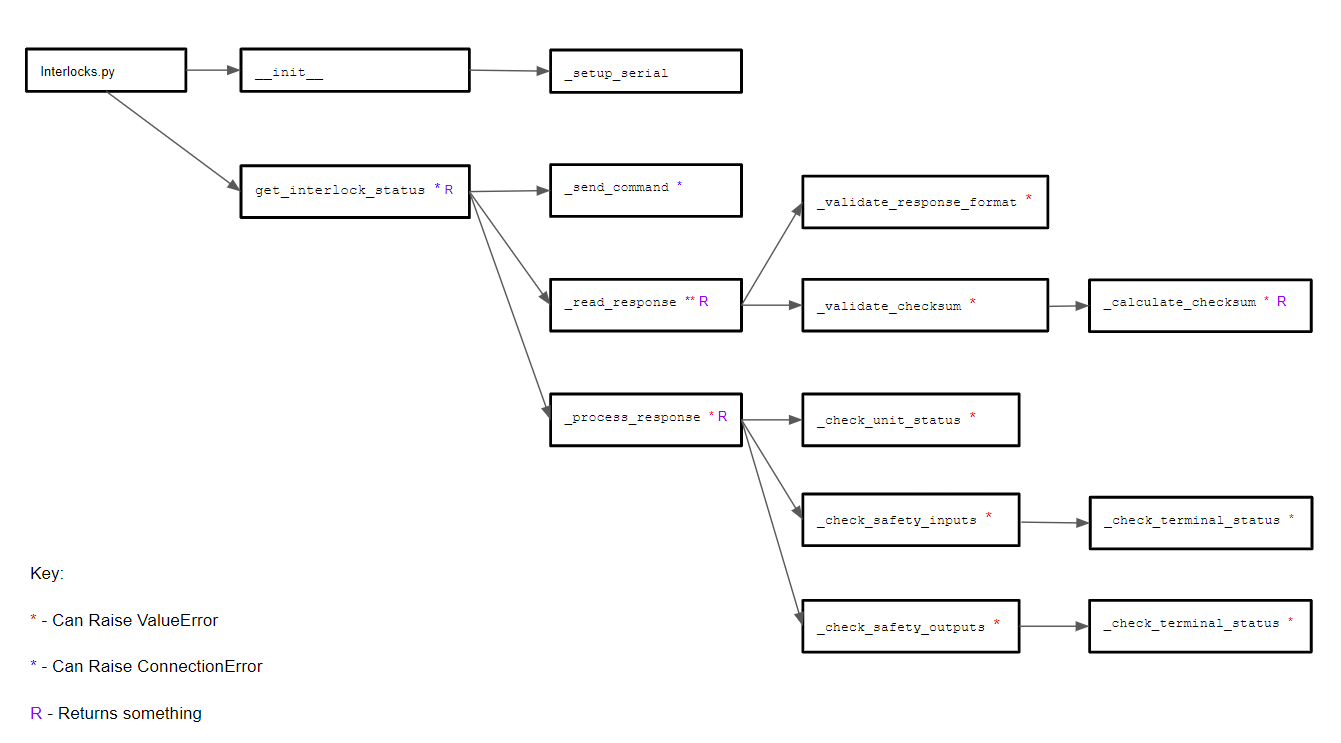 Interlocks.py
__init__
_setup_serial
get_interlock_status * R
_send_command *
_validate_response_format *
_read_response ** R
_validate_checksum *
_calculate_checksum * R
_process_response * R
_check_unit_status *
_check_safety_inputs *
_check_terminal_status *
_check_safety_outputs *
_check_terminal_status *
Key:
* - Can Raise ValueError
* - Can Raise ConnectionError
R - Returns something